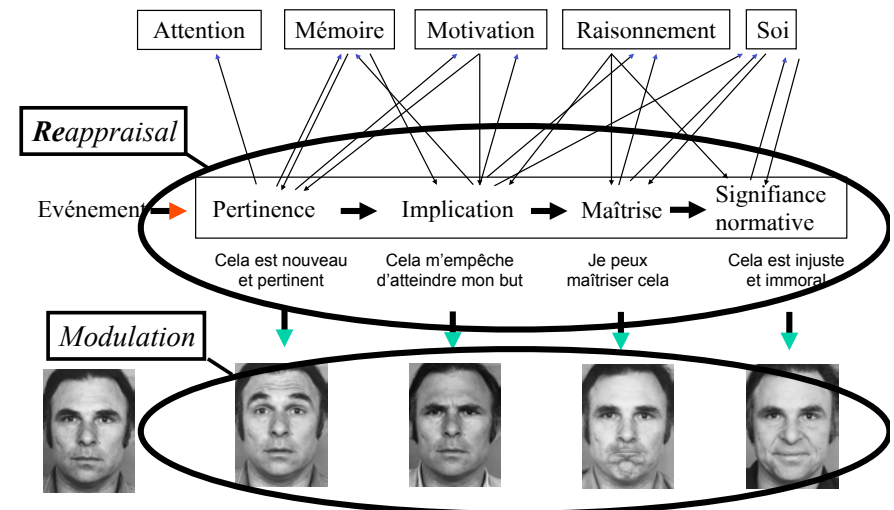 Attention
Mémoire
Motivation
Raisonnement
Soi
Reappraisal
Evénement
Pertinence
Implication
Maîtrise
Signifiance
normative
Cela est nouveau
et pertinent
Cela m’empêche
d’atteindre mon but
Je peux
maîtriser cela
Cela est injuste
et immoral
Modulation